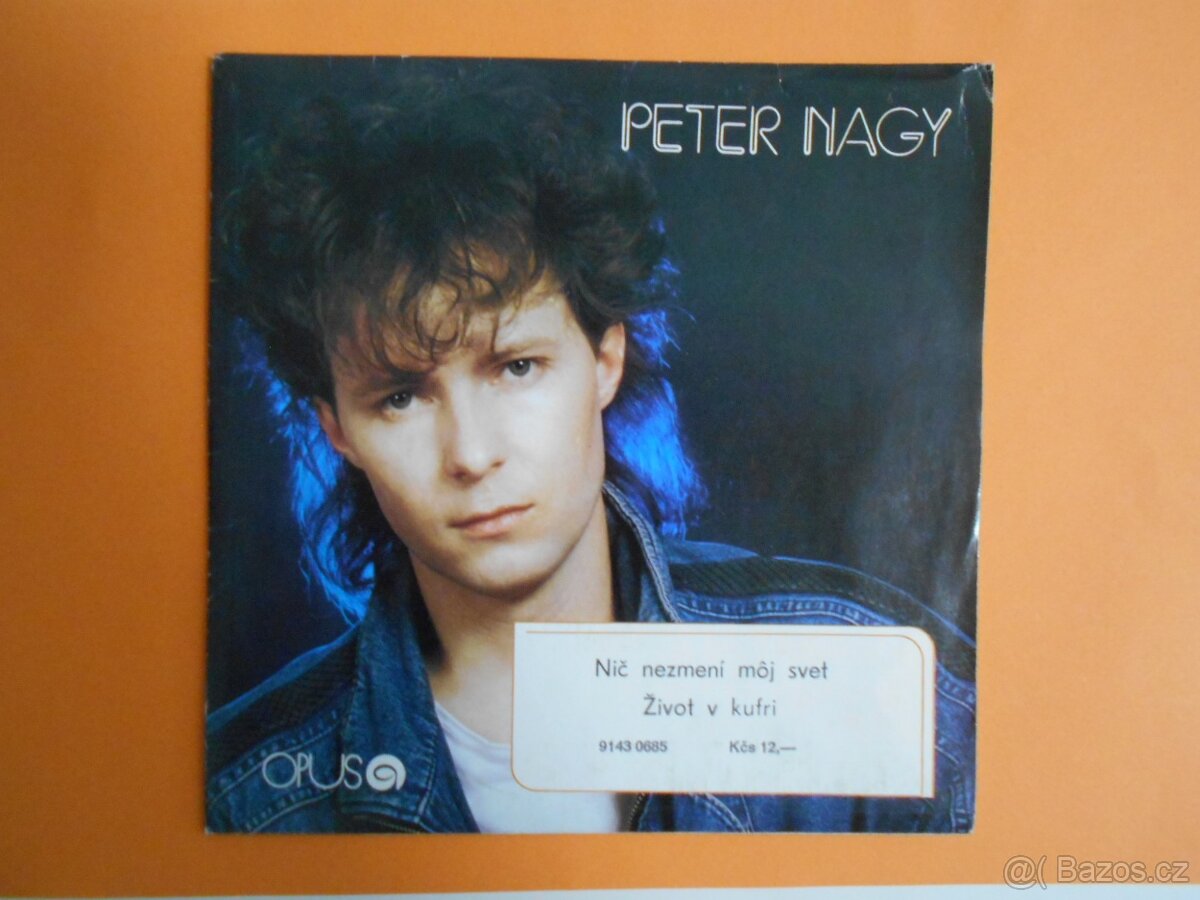 PETER NAGY
Nič nezmení môj svet
Život v kufri
9143 0685 Kčs 12,—
OPUS
@( Bazos.cz